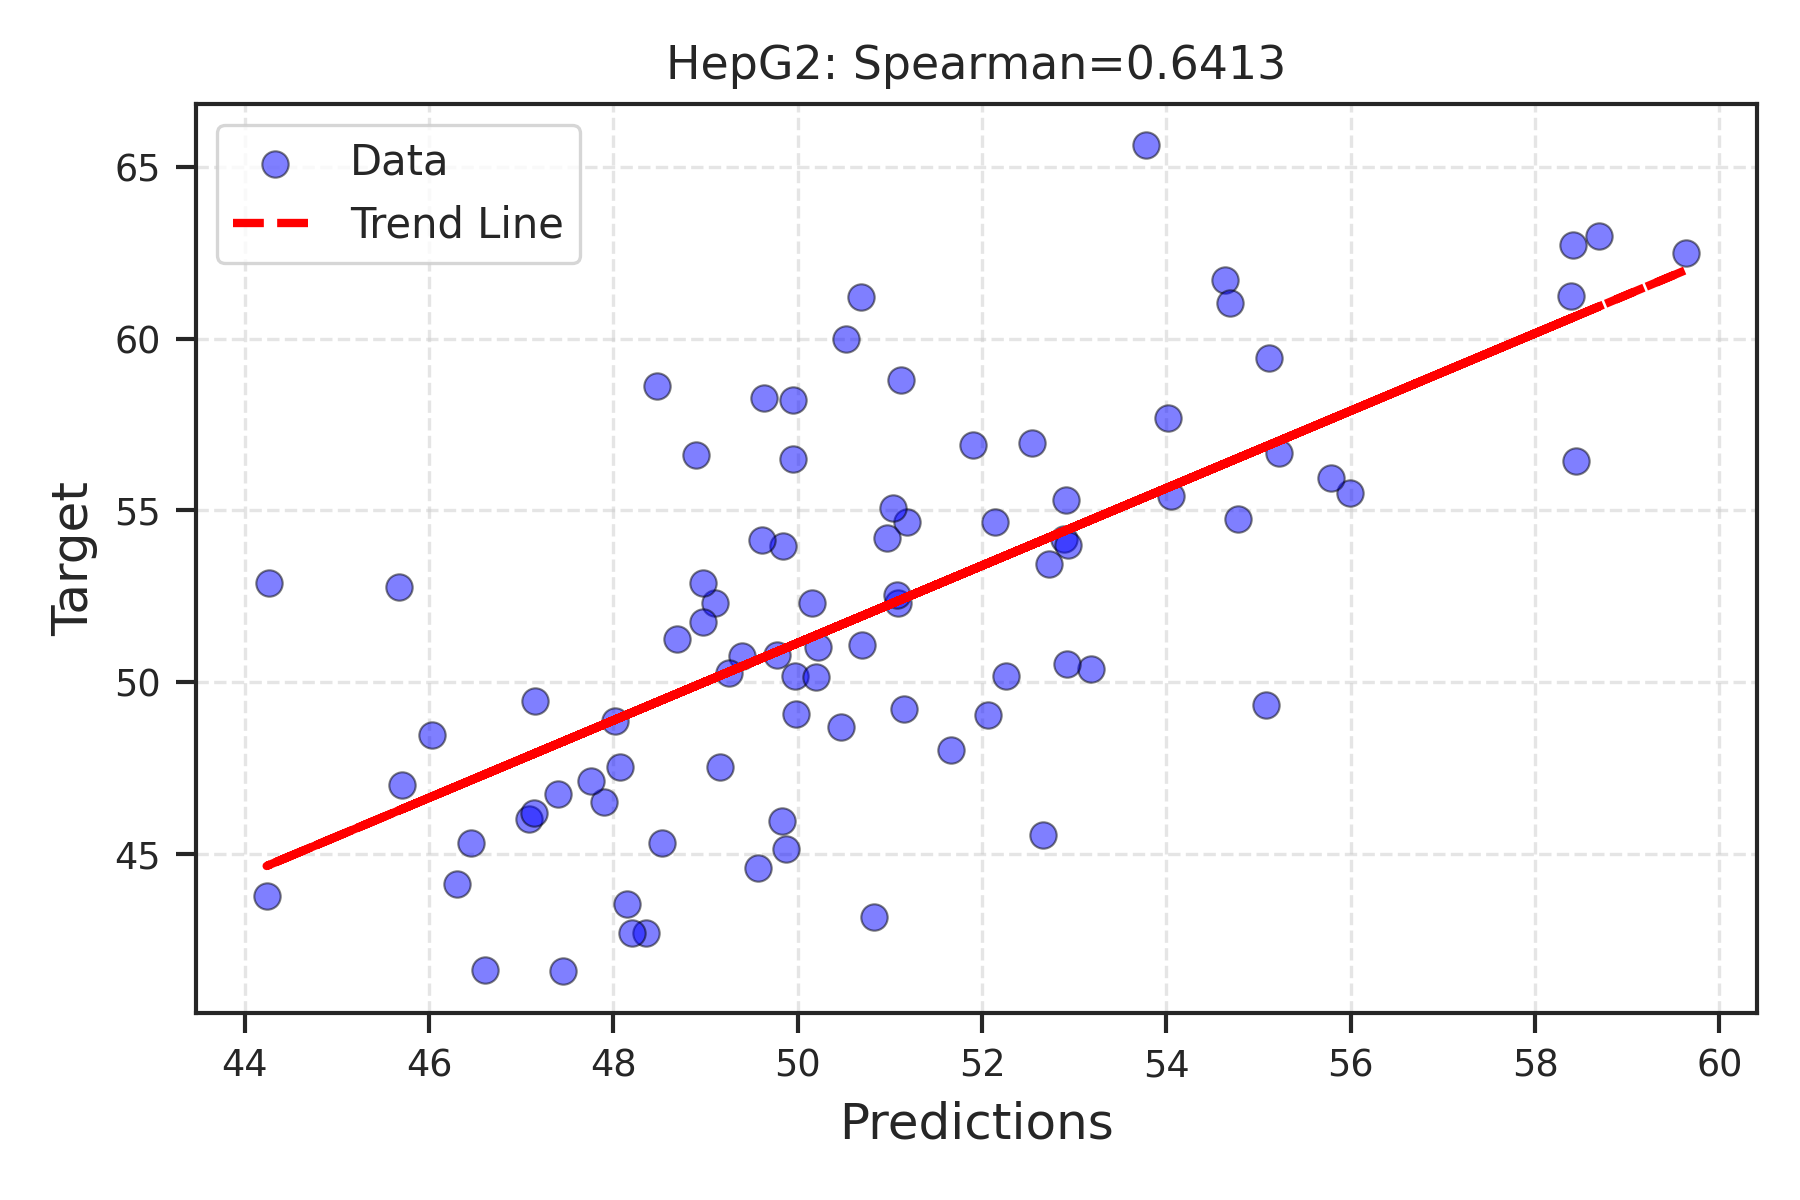 HepG2: Spearman=0.6413
Data
Trend Line
65
60
55
50
45
Target
44 46 48 50 52 54 56 58 60
Predictions